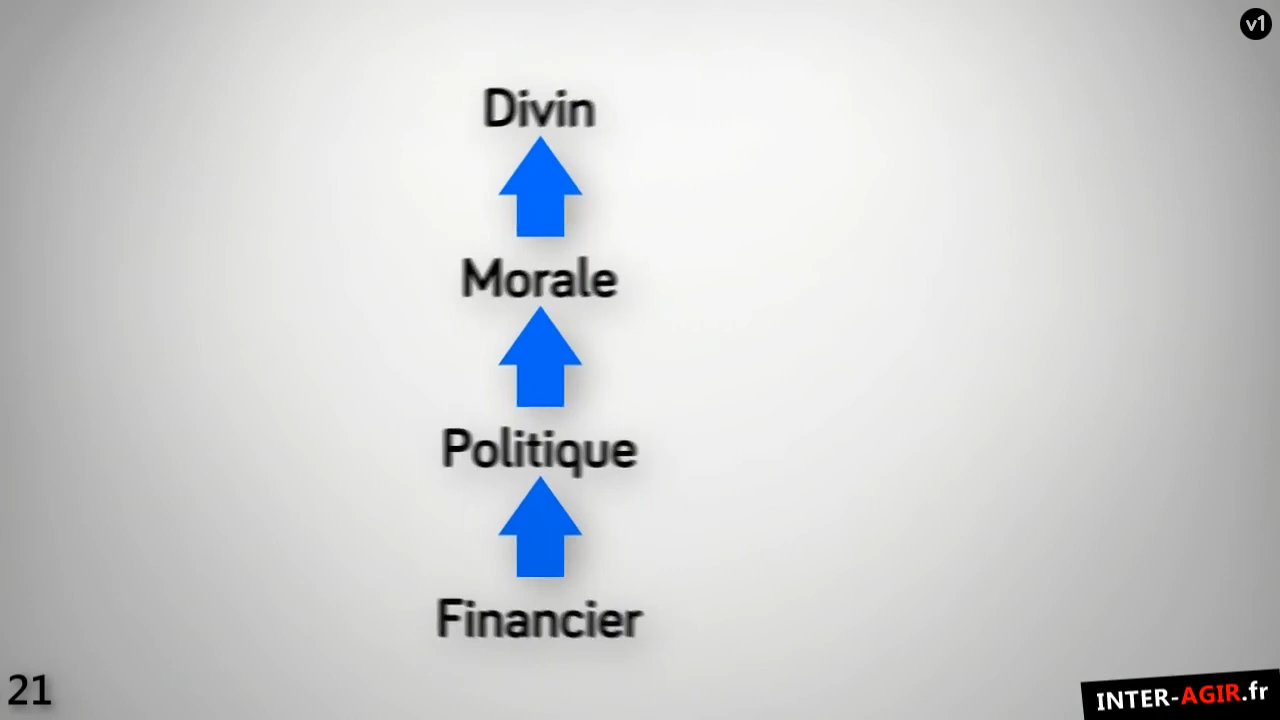 v1
Divin
Morale
Politique
Financier
21
INTER-AGIR.fr